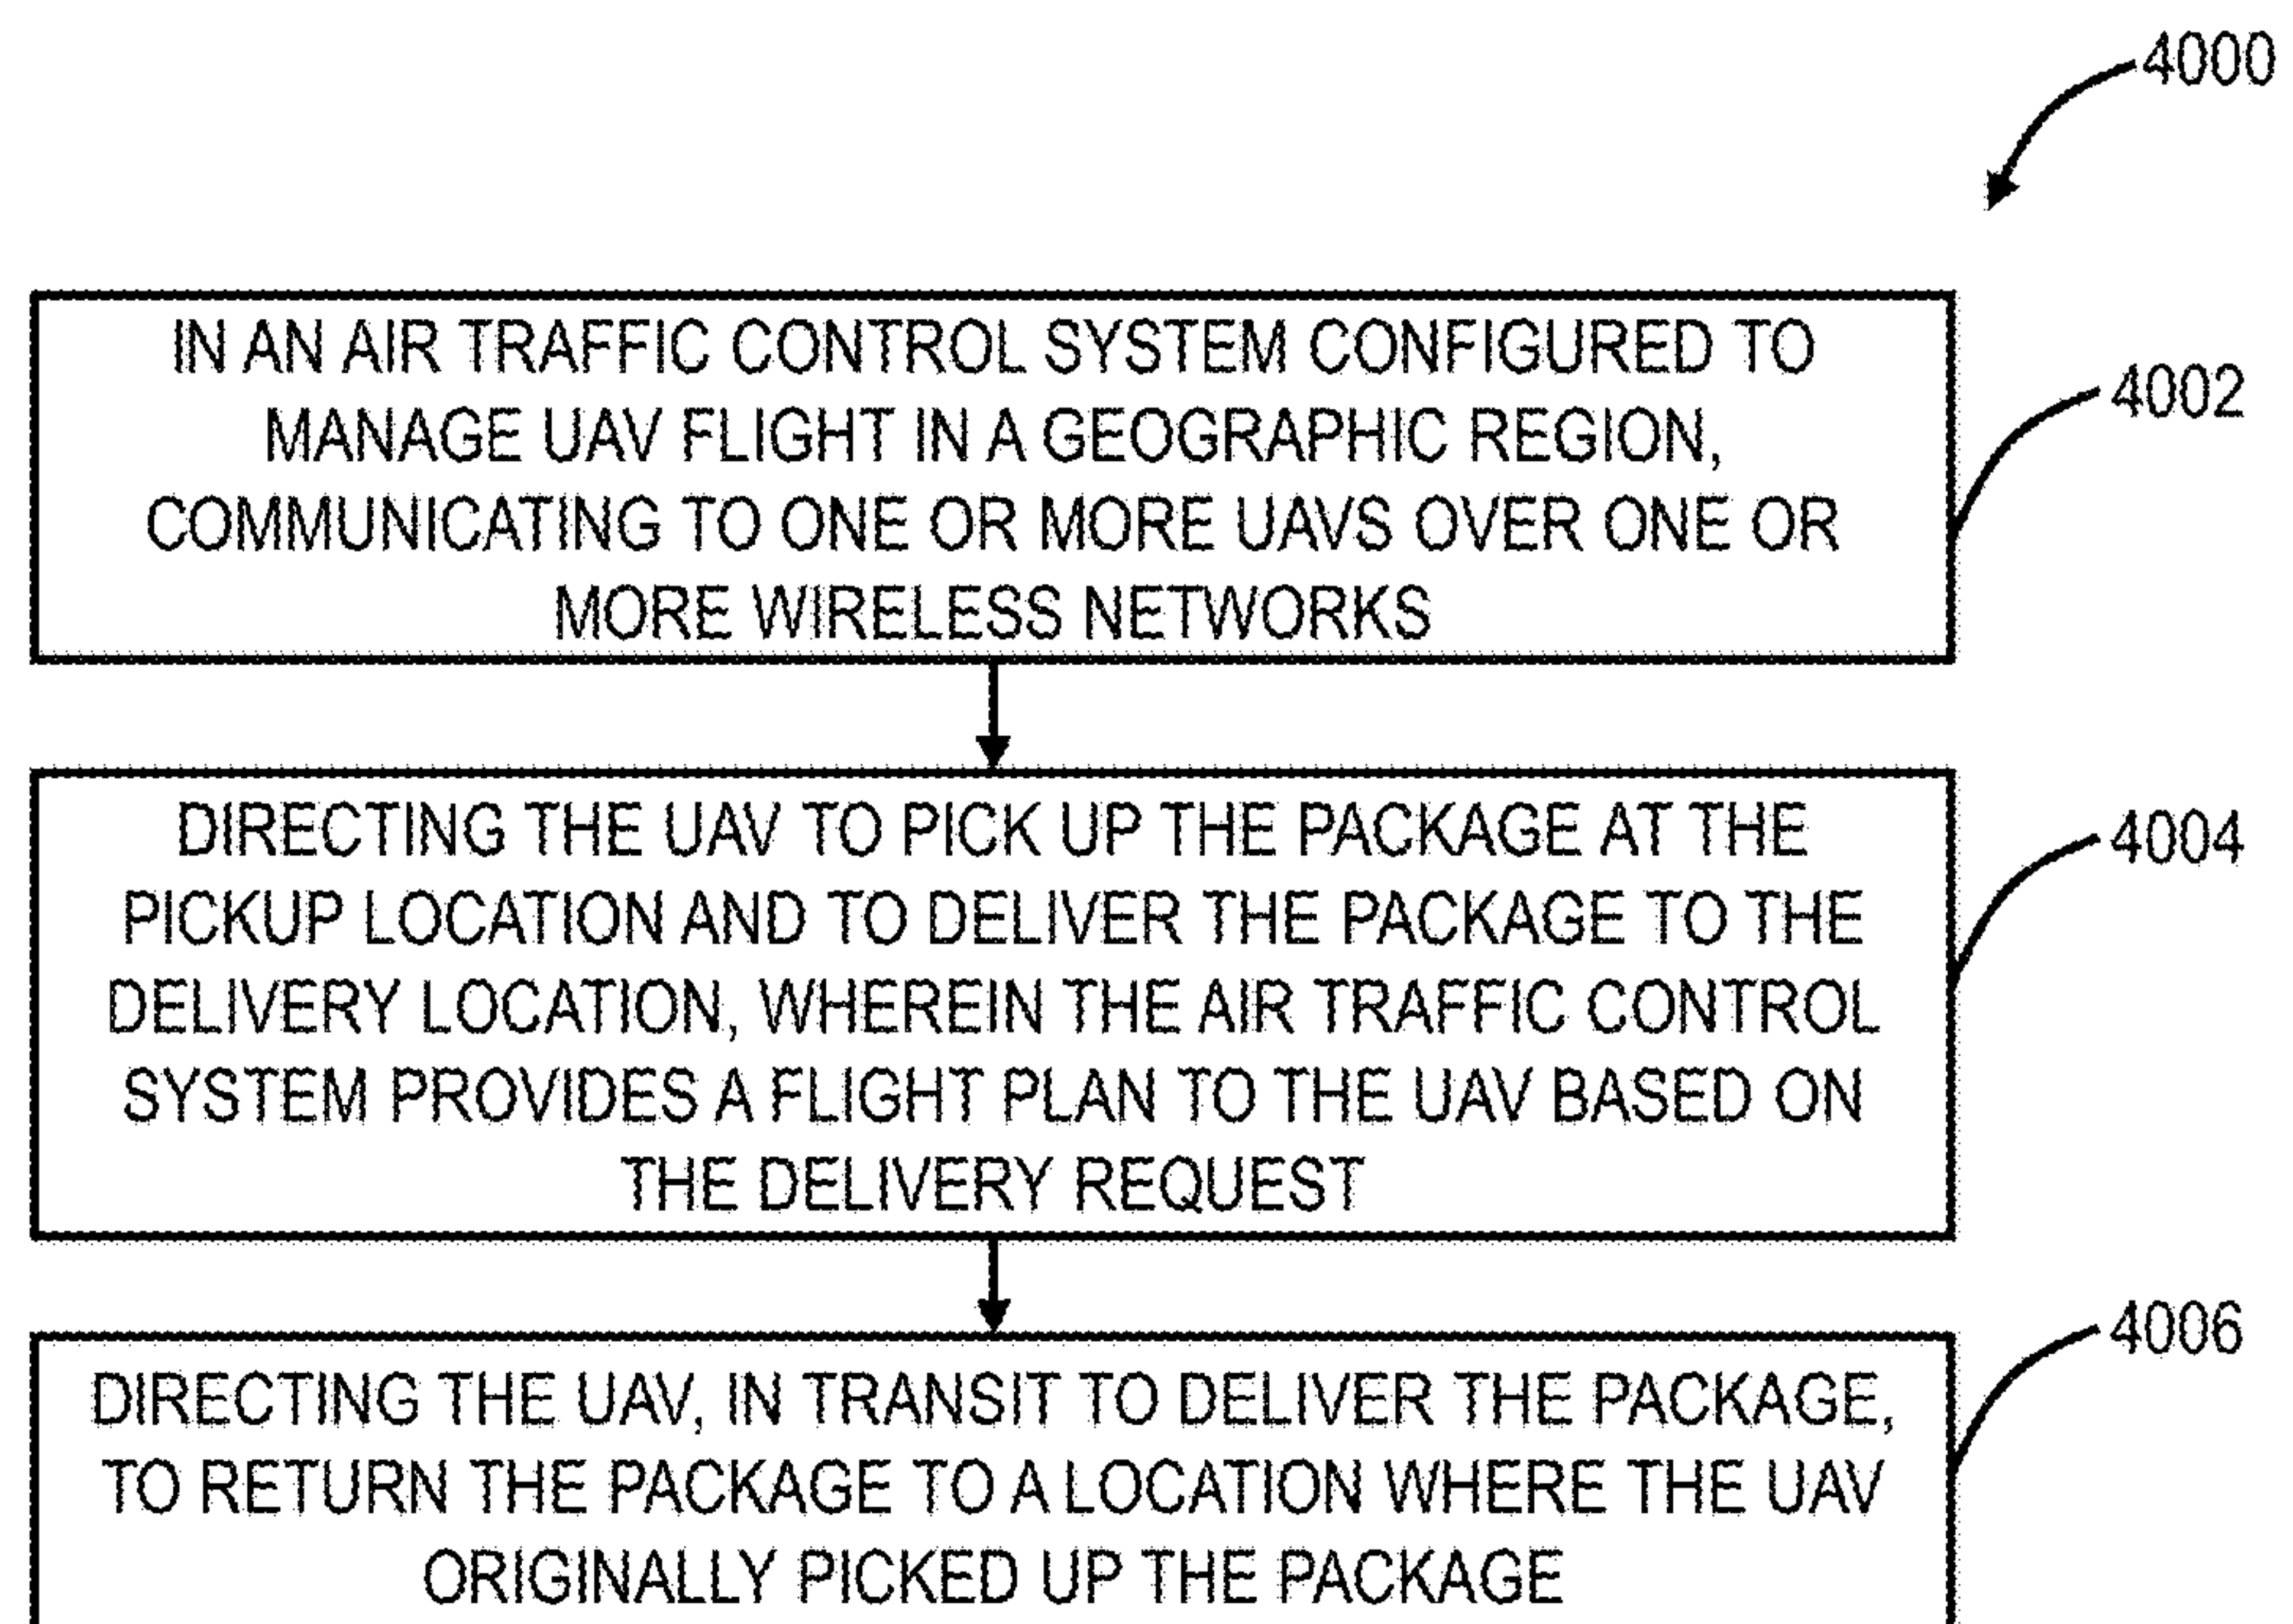 4000
IN AN AIR TRAFFIC CONTROL SYSTEM CONFIGURED TO
MANAGE UAV FLIGHT IN A GEOGRAPHIC REGION,
COMMUNICATING TO ONE OR MORE UAVS OVER ONE OR
MORE WIRELESS NETWORKS
4002
DIRECTING THE UAV TO PICK UP THE PACKAGE AT THE
PICKUP LOCATION AND TO DELIVER THE PACKAGE TO THE
DELIVERY LOCATION, WHEREIN THE AIR TRAFFIC CONTROL
SYSTEM PROVIDES A FLIGHT PLAN TO THE UAV BASED ON
THE DELIVERY REQUEST
4004
DIRECTING THE UAV, IN TRANSIT TO DELIVER THE PACKAGE,
TO RETURN THE PACKAGE TO A LOCATION WHERE THE UAV
ORIGINALLY PICKED UP THE PACKAGE
4006